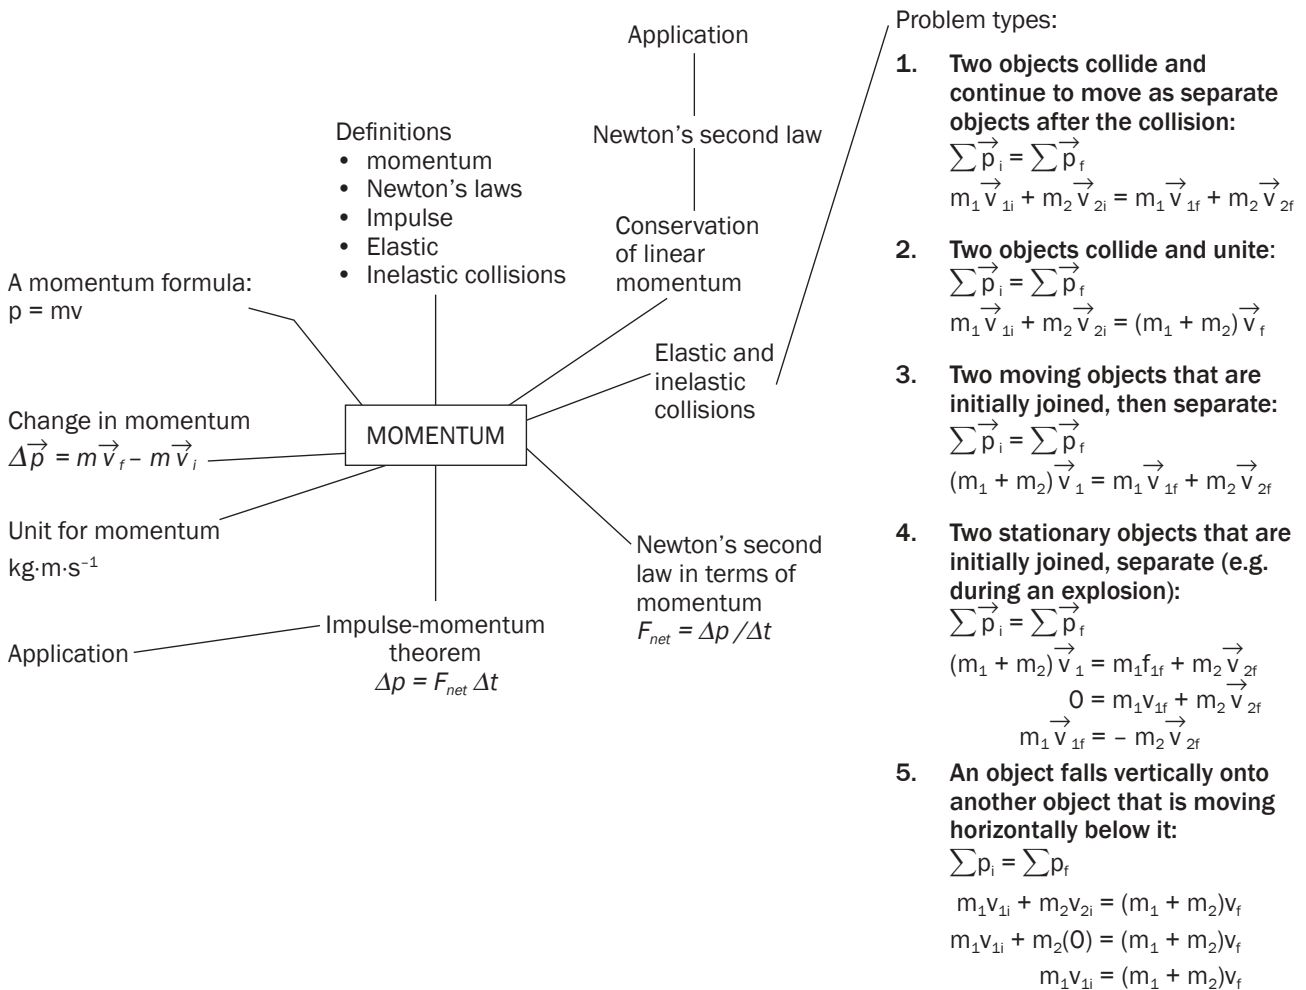 Application
Newton's second law
Conservation
of linear
momentum
Definitions
• momentum
• Newton's laws
• Impulse
• Elastic
• Inelastic collisions
A momentum formula:
p = mv
Change in momentum
Δp⃗ = mv⃗f – mv⃗i
Unit for momentum
kg·m·s⁻¹
MOMENTUM
Elastic and
inelastic
collisions
Newton's second
law in terms of
momentum
Fnet = Δp /Δt
Application
Impulse-momentum
theorem
Δp = Fnet Δt
Problem types:
1. Two objects collide and
continue to move as separate
objects after the collision:
∑p⃗i = ∑p⃗f
m₁v⃗1i + m₂v⃗2i = m₁v⃗1f + m₂v⃗2f
2. Two objects collide and unite:
∑p⃗i = ∑p⃗f
m₁v⃗1i + m₂v⃗2i = (m₁ + m₂)v⃗f
3. Two moving objects that are
initially joined, then separate:
∑p⃗i = ∑p⃗f
(m₁ + m₂)v⃗1 = m₁v⃗1f + m₂v⃗2f
4. Two stationary objects that are
initially joined, separate (e.g.
during an explosion):
∑p⃗i = ∑p⃗f
(m₁ + m₂)v⃗1 = m₁f1f + m₂v⃗2f
0 = m₁v1f + m₂v⃗2f
m₁v⃗1f = – m₂v⃗2f
5. An object falls vertically onto
another object that is moving
horizontally below it:
∑pi = ∑pf
m₁v1i + m₂v2i = (m₁ + m₂)vf
m₁v1i + m₂(0) = (m₁ + m₂)vf
m₁v1i = (m₁ + m₂)vf